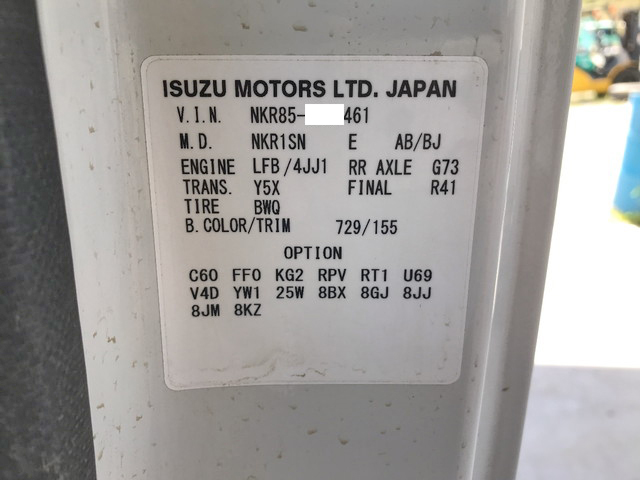 ISUZU MOTORS LTD. JAPAN
V.I.N. NKR85- 461
M.D. NKR1SN E AB/BJ
ENGINE LFB/4JJ1 RR AXLE G73
TRANS. Y5X FINAL R41
TIRE BWQ
B.COLOR/TRIM 729/155
OPTION
C60 FF0 KG2 RPV RT1 U69
V4D YW1 25W 8BX 8GJ 8JJ
8JM 8KZ